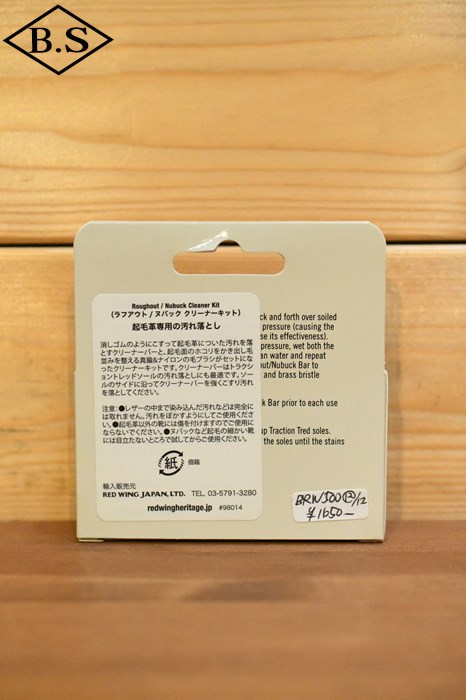 B.S
Roughout / Nubuck Cleaner Kit
(ラフアウト / ヌバック クリーナーキット)
起毛革専用の汚れ落とし
消しゴムのようにこすって起毛革についた汚れを落
とすクリーナーバーと、起毛面のホコリをかき出し毛
並みを整える真鍮&ナイロンの毛ブラシがセットにな
ったクリーナーキットです。クリーナーバーはトラクシ
ョントレッドソールの汚れ落としにも最適です。ソー
ルのサイドに沿ってクリーナーバーを強くこすり汚れ
を落としてください。
注意:●レザーの中まで染み込んだ汚れなどは完全に
は取れません。汚れをぼかすようにしてご使用くださ
い。●起毛革以外の靴には傷を付けますのでご使用に
ならないでください。●ヌバックなど起毛の細かい靴に
は目立たないところで試してからご使用ください。
紙
個箱
輸入販売元
RED WING JAPAN, LTD. TEL. 03-5791-3280
redwingheritage.jp #98014
ck and forth over soiled
pressure (causing the
se its effectiveness).
pressure, wet both the
an water and repeat
out/Nubuck Bar to
and brass bristle
ck Bar prior to each use
up Traction Tred soles.
the soles until the stains
¥1650-